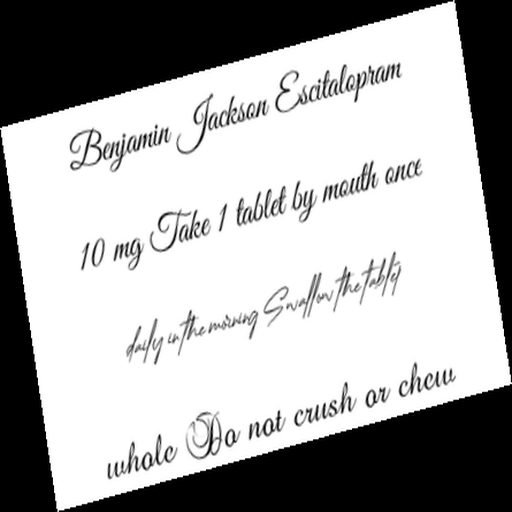 Benjamin Jackson Escitalopram
10 mg Take 1 tablet by mouth once
daily in the morning Swallow the tablet
whole Do not crush or chew